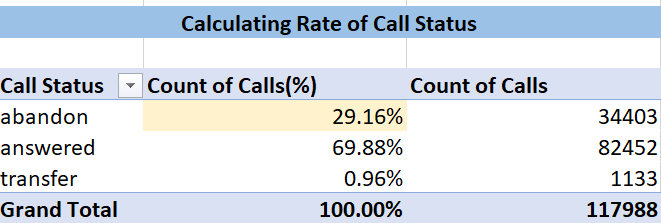 Calculating Rate of Call Status
Call Status Count of Calls(%) Count of Calls
abandon 29.16% 34403
answered 69.88% 82452
transfer 0.96% 1133
Grand Total 100.00% 117988